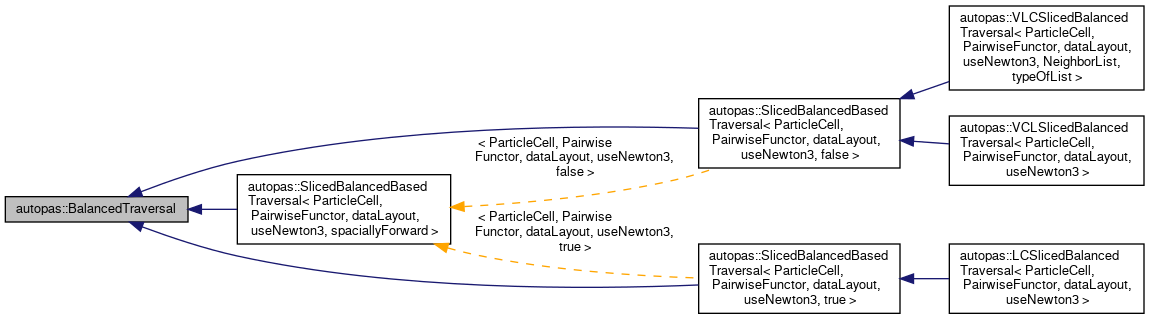 autopas::BalancedTraversal
autopas::SlicedBalancedBased
Traversal< ParticleCell,
PairwiseFunctor, dataLayout,
useNewton3, spaciallyForward >
< ParticleCell, Pairwise
Functor, dataLayout, useNewton3,
false >
< ParticleCell, Pairwise
Functor, dataLayout, useNewton3,
true >
autopas::SlicedBalancedBased
Traversal< ParticleCell,
PairwiseFunctor, dataLayout,
useNewton3, false >
autopas::SlicedBalancedBased
Traversal< ParticleCell,
PairwiseFunctor, dataLayout,
useNewton3, true >
autopas::VLCSlicedBalanced
Traversal< ParticleCell,
PairwiseFunctor, dataLayout,
useNewton3, NeighborList,
typeOfList >
autopas::VCLSlicedBalanced
Traversal< ParticleCell,
PairwiseFunctor, dataLayout,
useNewton3 >
autopas::LCSlicedBalanced
Traversal< ParticleCell,
PairwiseFunctor, dataLayout,
useNewton3 >